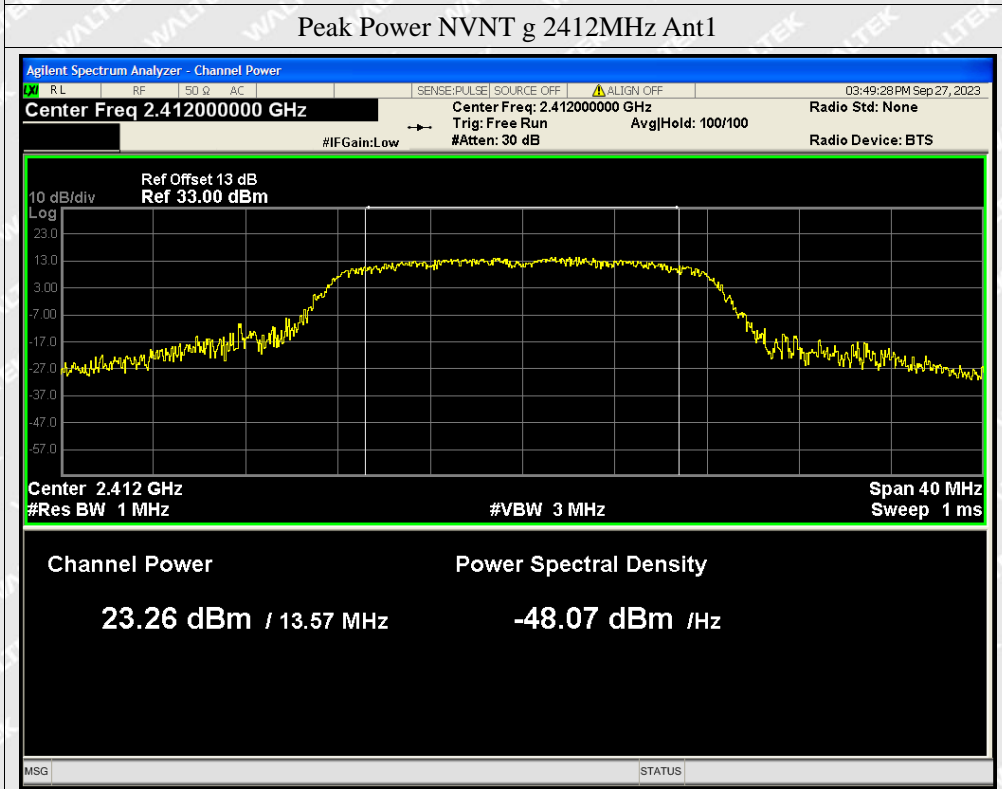 Peak Power NVNT g 2412MHz Ant1
Agilent Spectrum Analyzer - Channel Power
LXI RL RF 50 Ω AC SENSE:PULSE SOURCE OFF ALIGN OFF 03:49:28 PM Sep 27, 2023
Center Freq 2.412000000 GHz Center Freq: 2.412000000 GHz Radio Std: None
Trig: Free Run Avg|Hold: 100/100
#IFGain:Low #Atten: 30 dB Radio Device: BTS
Ref Offset 13 dB
10 dB/div Ref 33.00 dBm
Log
23.0
13.0
3.00
-7.00
-17.0
-27.0
-37.0
-47.0
-57.0
Center 2.412 GHz Span 40 MHz
#Res BW 1 MHz #VBW 3 MHz Sweep 1 ms
Channel Power Power Spectral Density
23.26 dBm / 13.57 MHz -48.07 dBm /Hz
MSG STATUS
WALTEK